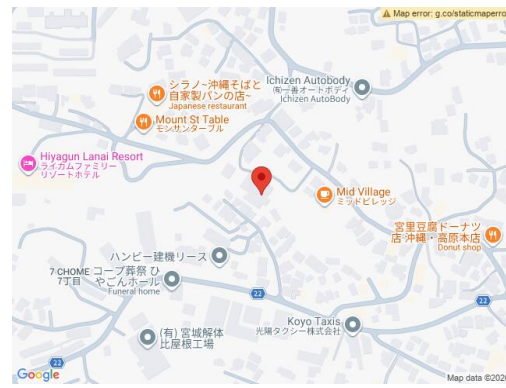 Map error: g.co/staticmaperro
Ichizen Autobody
㈲一善オートボディ
Ichizen AutoBody
シラノ~沖縄そばと
自家製パンの店~
Japanese restaurant
Mount St Table
モンサンターブル
Hiyagun Lanai Resort
ライカムファミリー
リゾートホテル
Mid Village
ミッドビレッジ
宮里豆腐ドーナツ
店 沖縄・高原本店
Donut shop
ハンビー建機リース
7 CHOME
7丁目
コープ葬祭 ひ
やごんホール
Funeral home
22
22
Koyo Taxis
光陽タクシー株式会社
(有) 宮城解体
比屋根工場
22
22
Google
Map data ©2026